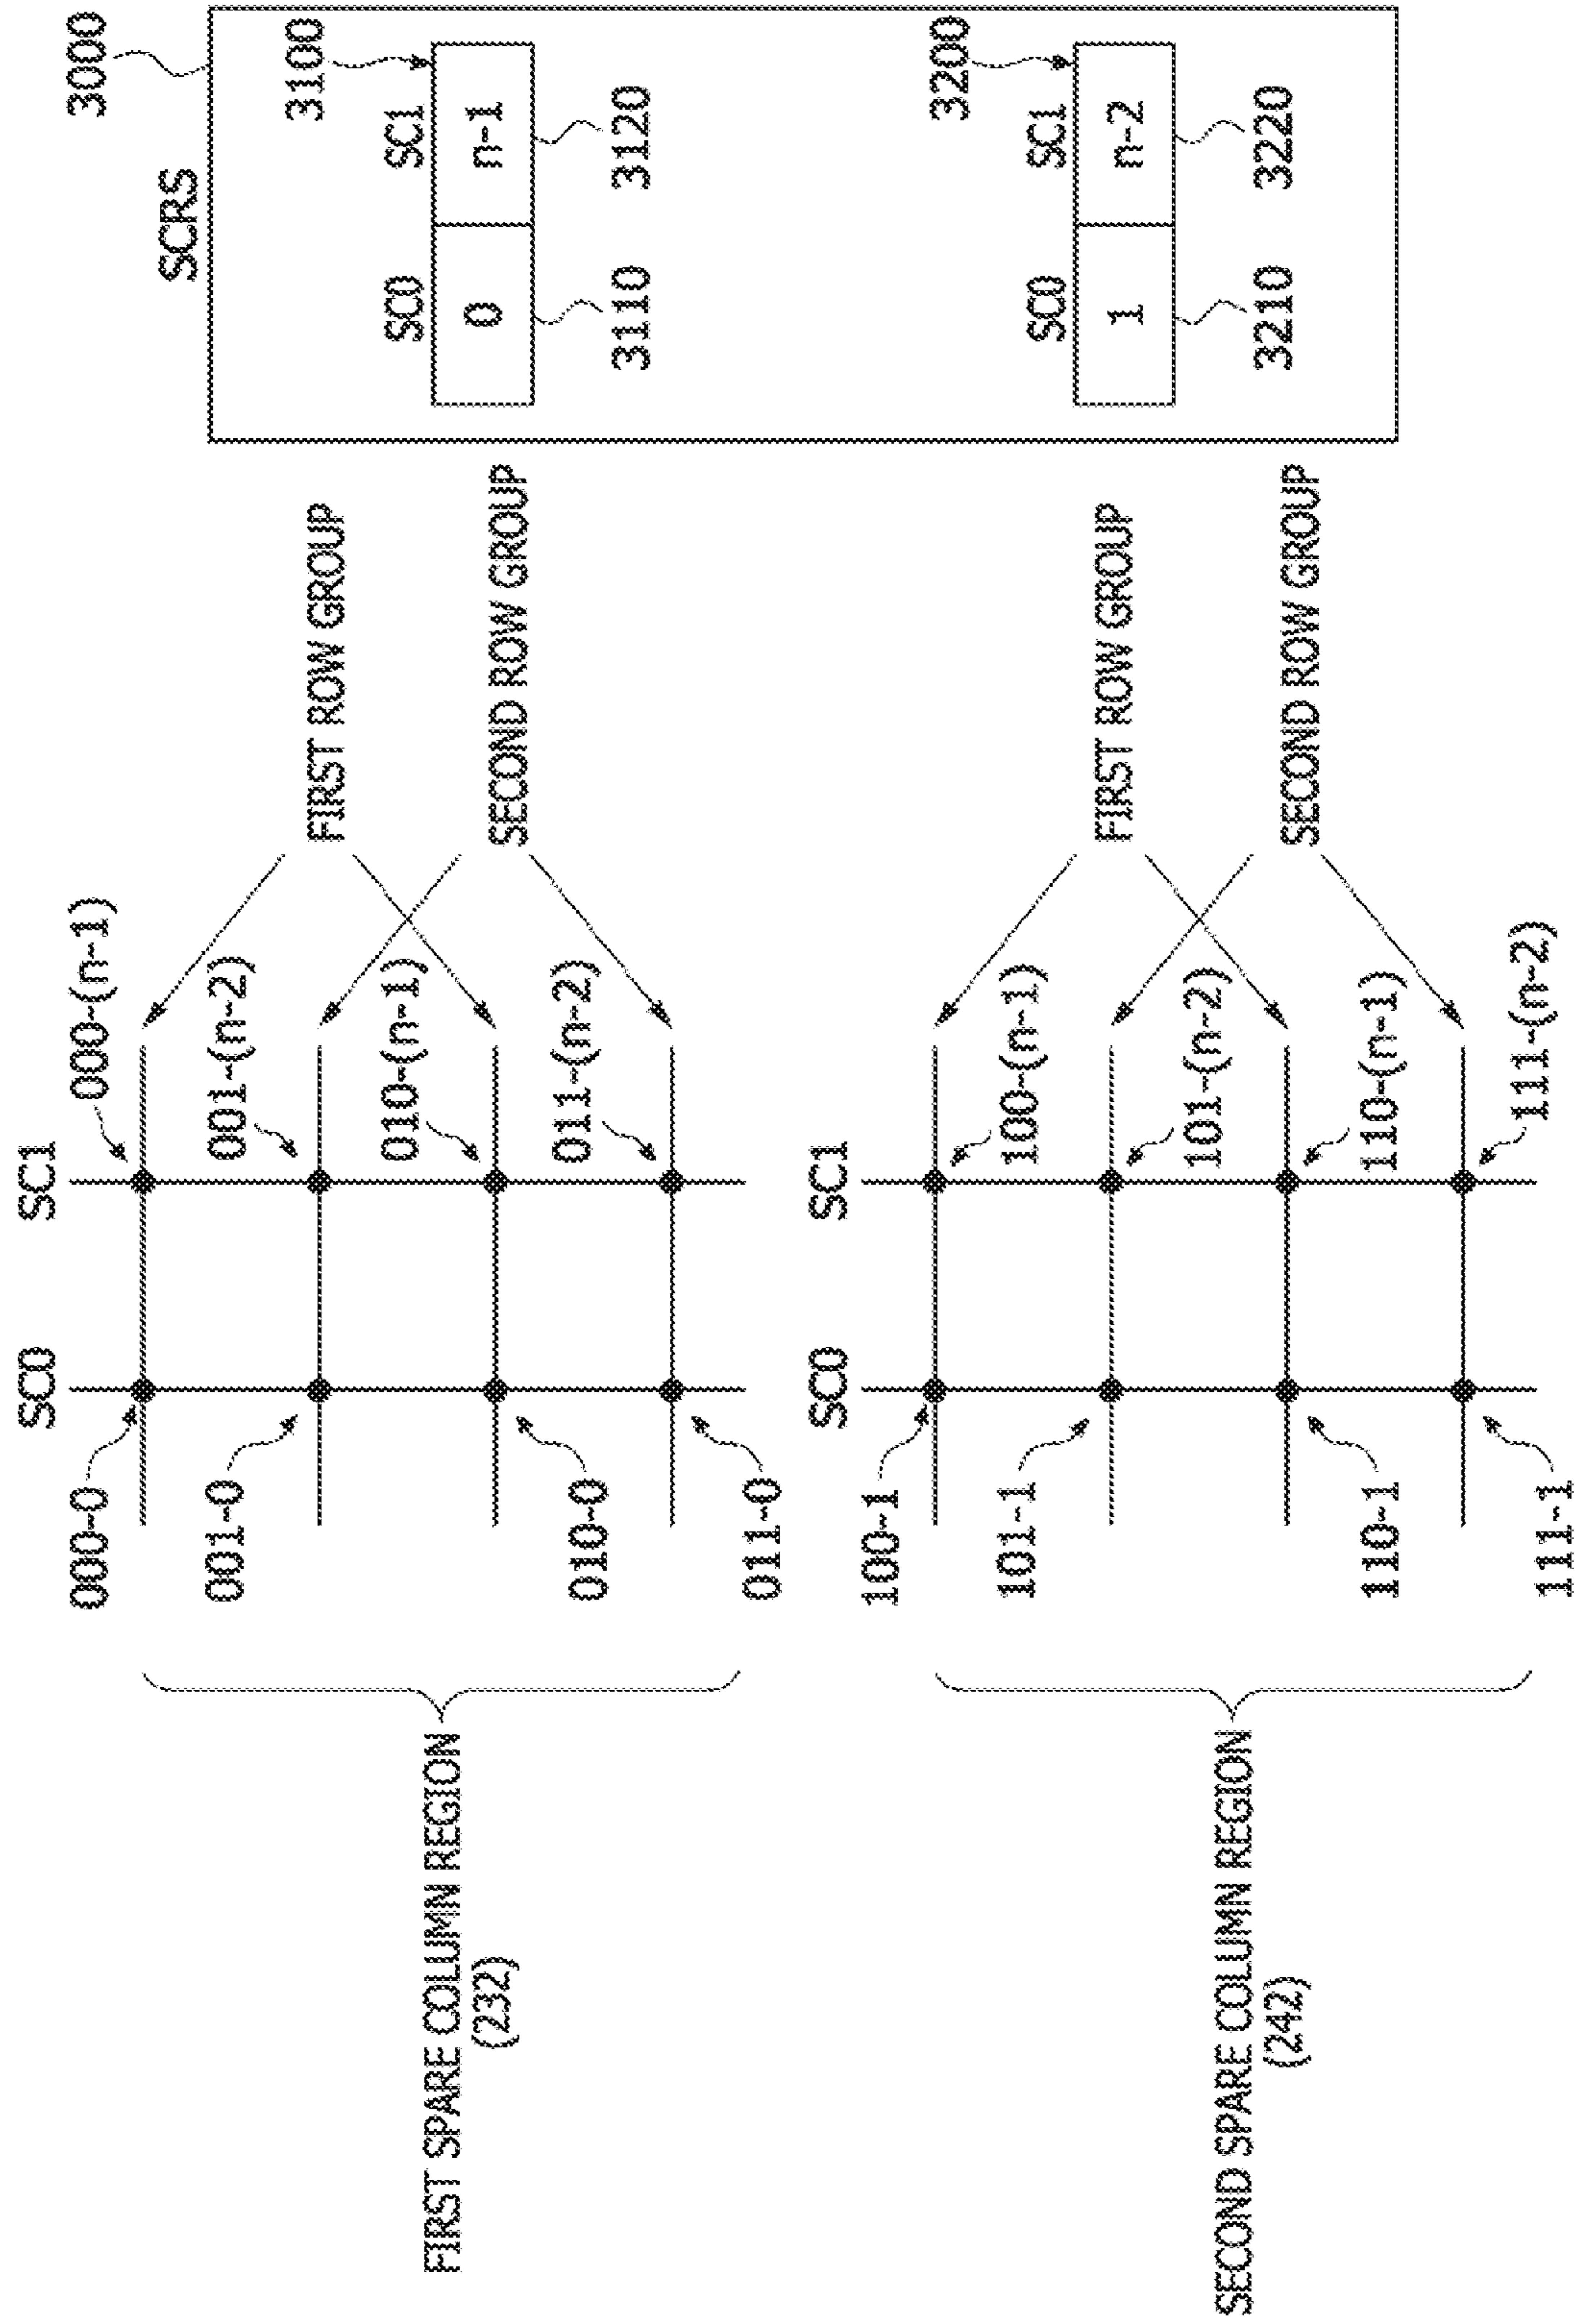 FIRST SPARE COLUMN REGION
(232)
SC0
SC1
000-0
000-(n-1)
001-0
001-(n-2)
010-0
010-(n-1)
011-0
011-(n-2)
FIRST ROW GROUP
SECOND ROW GROUP
SECOND SPARE COLUMN REGION
(242)
SC0
SC1
100-1
100-(n-1)
101-1
101-(n-2)
110-1
110-(n-1)
111-1
111-(n-2)
FIRST ROW GROUP
SECOND ROW GROUP
3000
SCRS
3100
SC0
SC1
0
n-1
3110
3120
3200
SC0
SC1
1
n-2
3210
3220